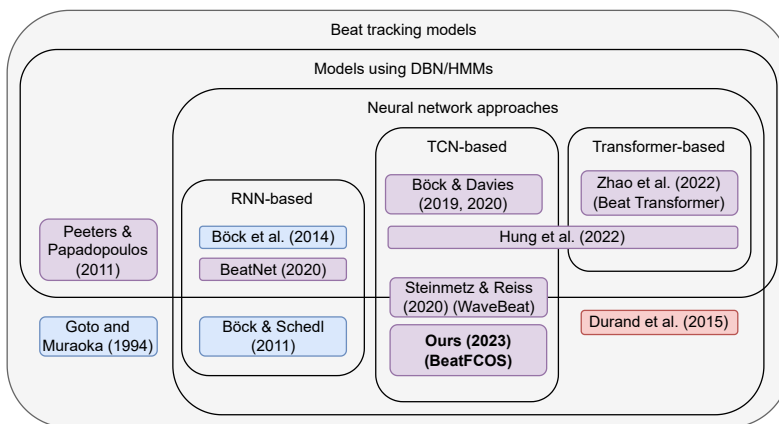 Beat tracking models
Models using DBN/HMMs
Neural network approaches
TCN-based
Transformer-based
RNN-based
Böck & Davies
(2019, 2020)
Zhao et al. (2022)
(Beat Transformer)
Peeters &
Papadopoulos
(2011)
Böck et al. (2014)
Hung et al. (2022)
BeatNet (2020)
Steinmetz & Reiss
(2020) (WaveBeat)
Goto and
Muraoka (1994)
Böck & Schedl
(2011)
Ours (2023)
(BeatFCOS)
Durand et al. (2015)